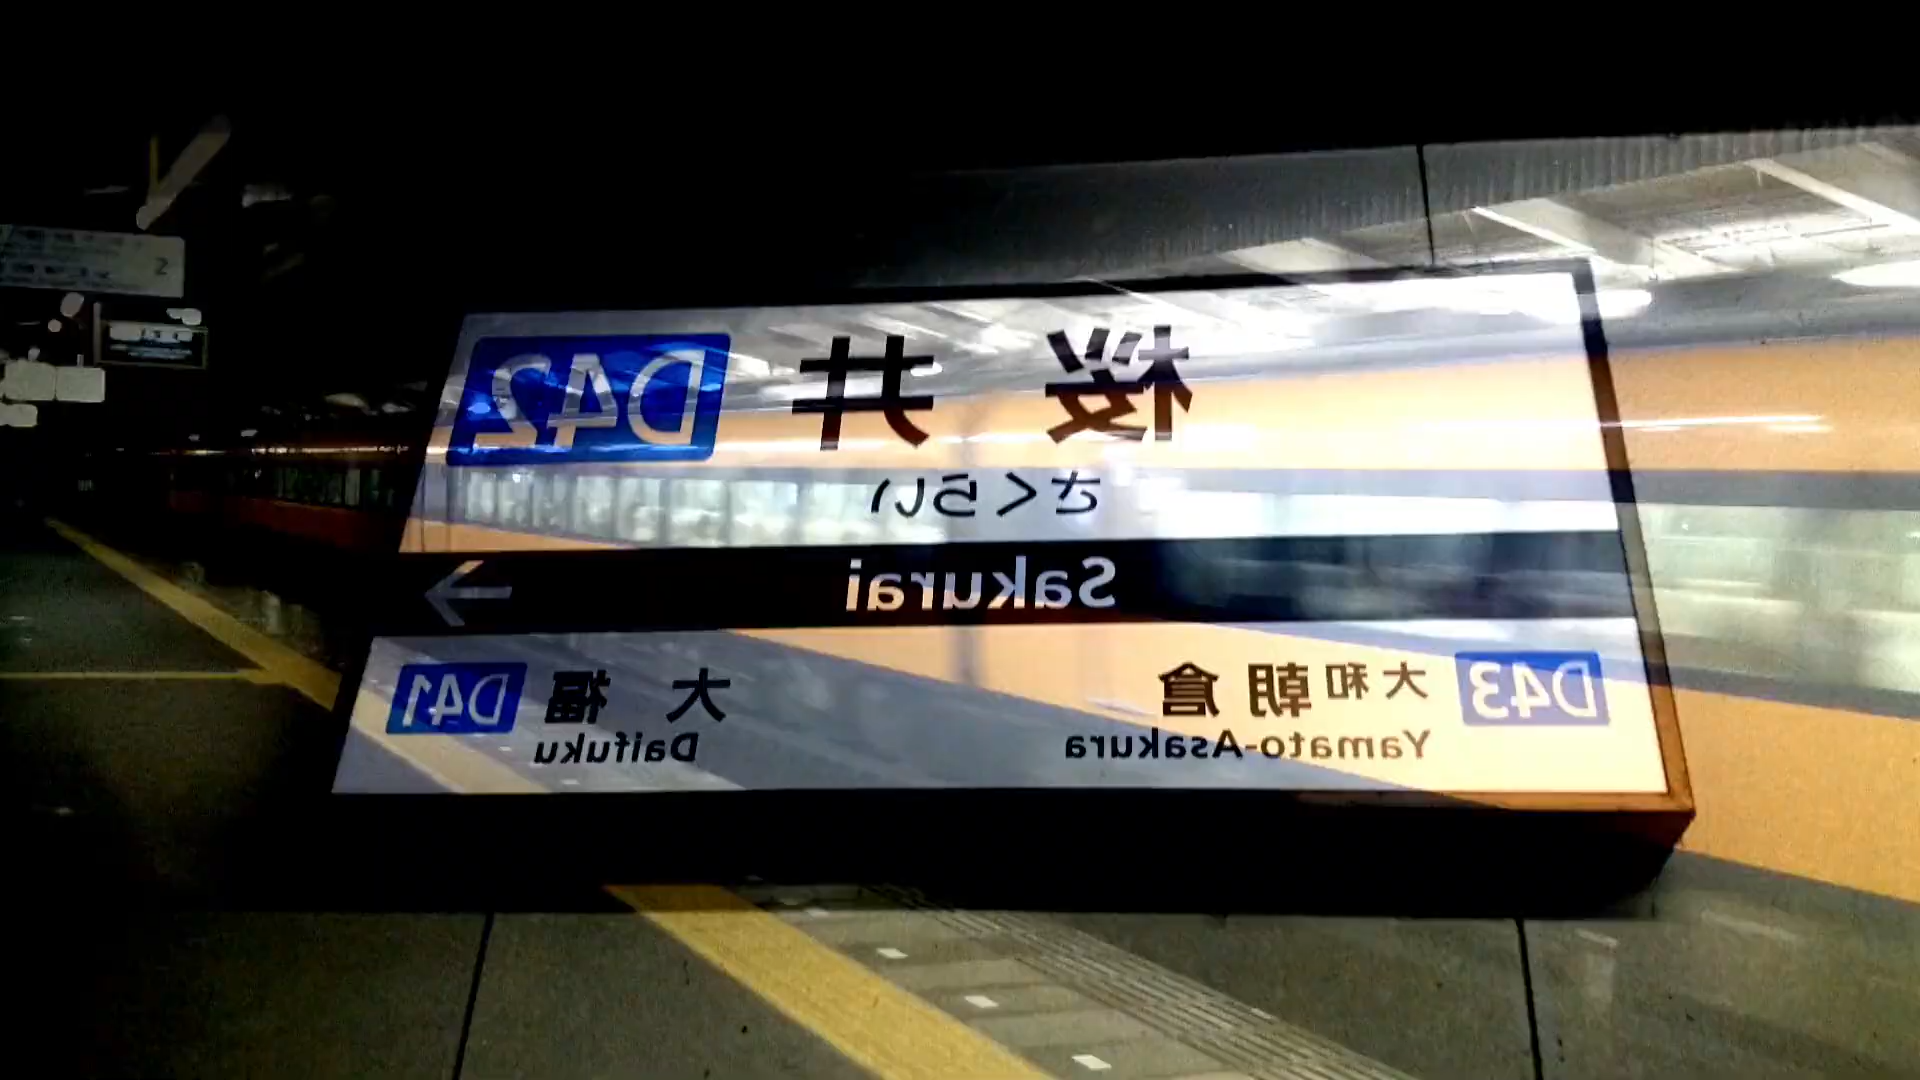 桜井 D42
さくらい
Sakurai →
D43 大和朝倉 大福 D41
Yamato-Asakura Daifuku
2